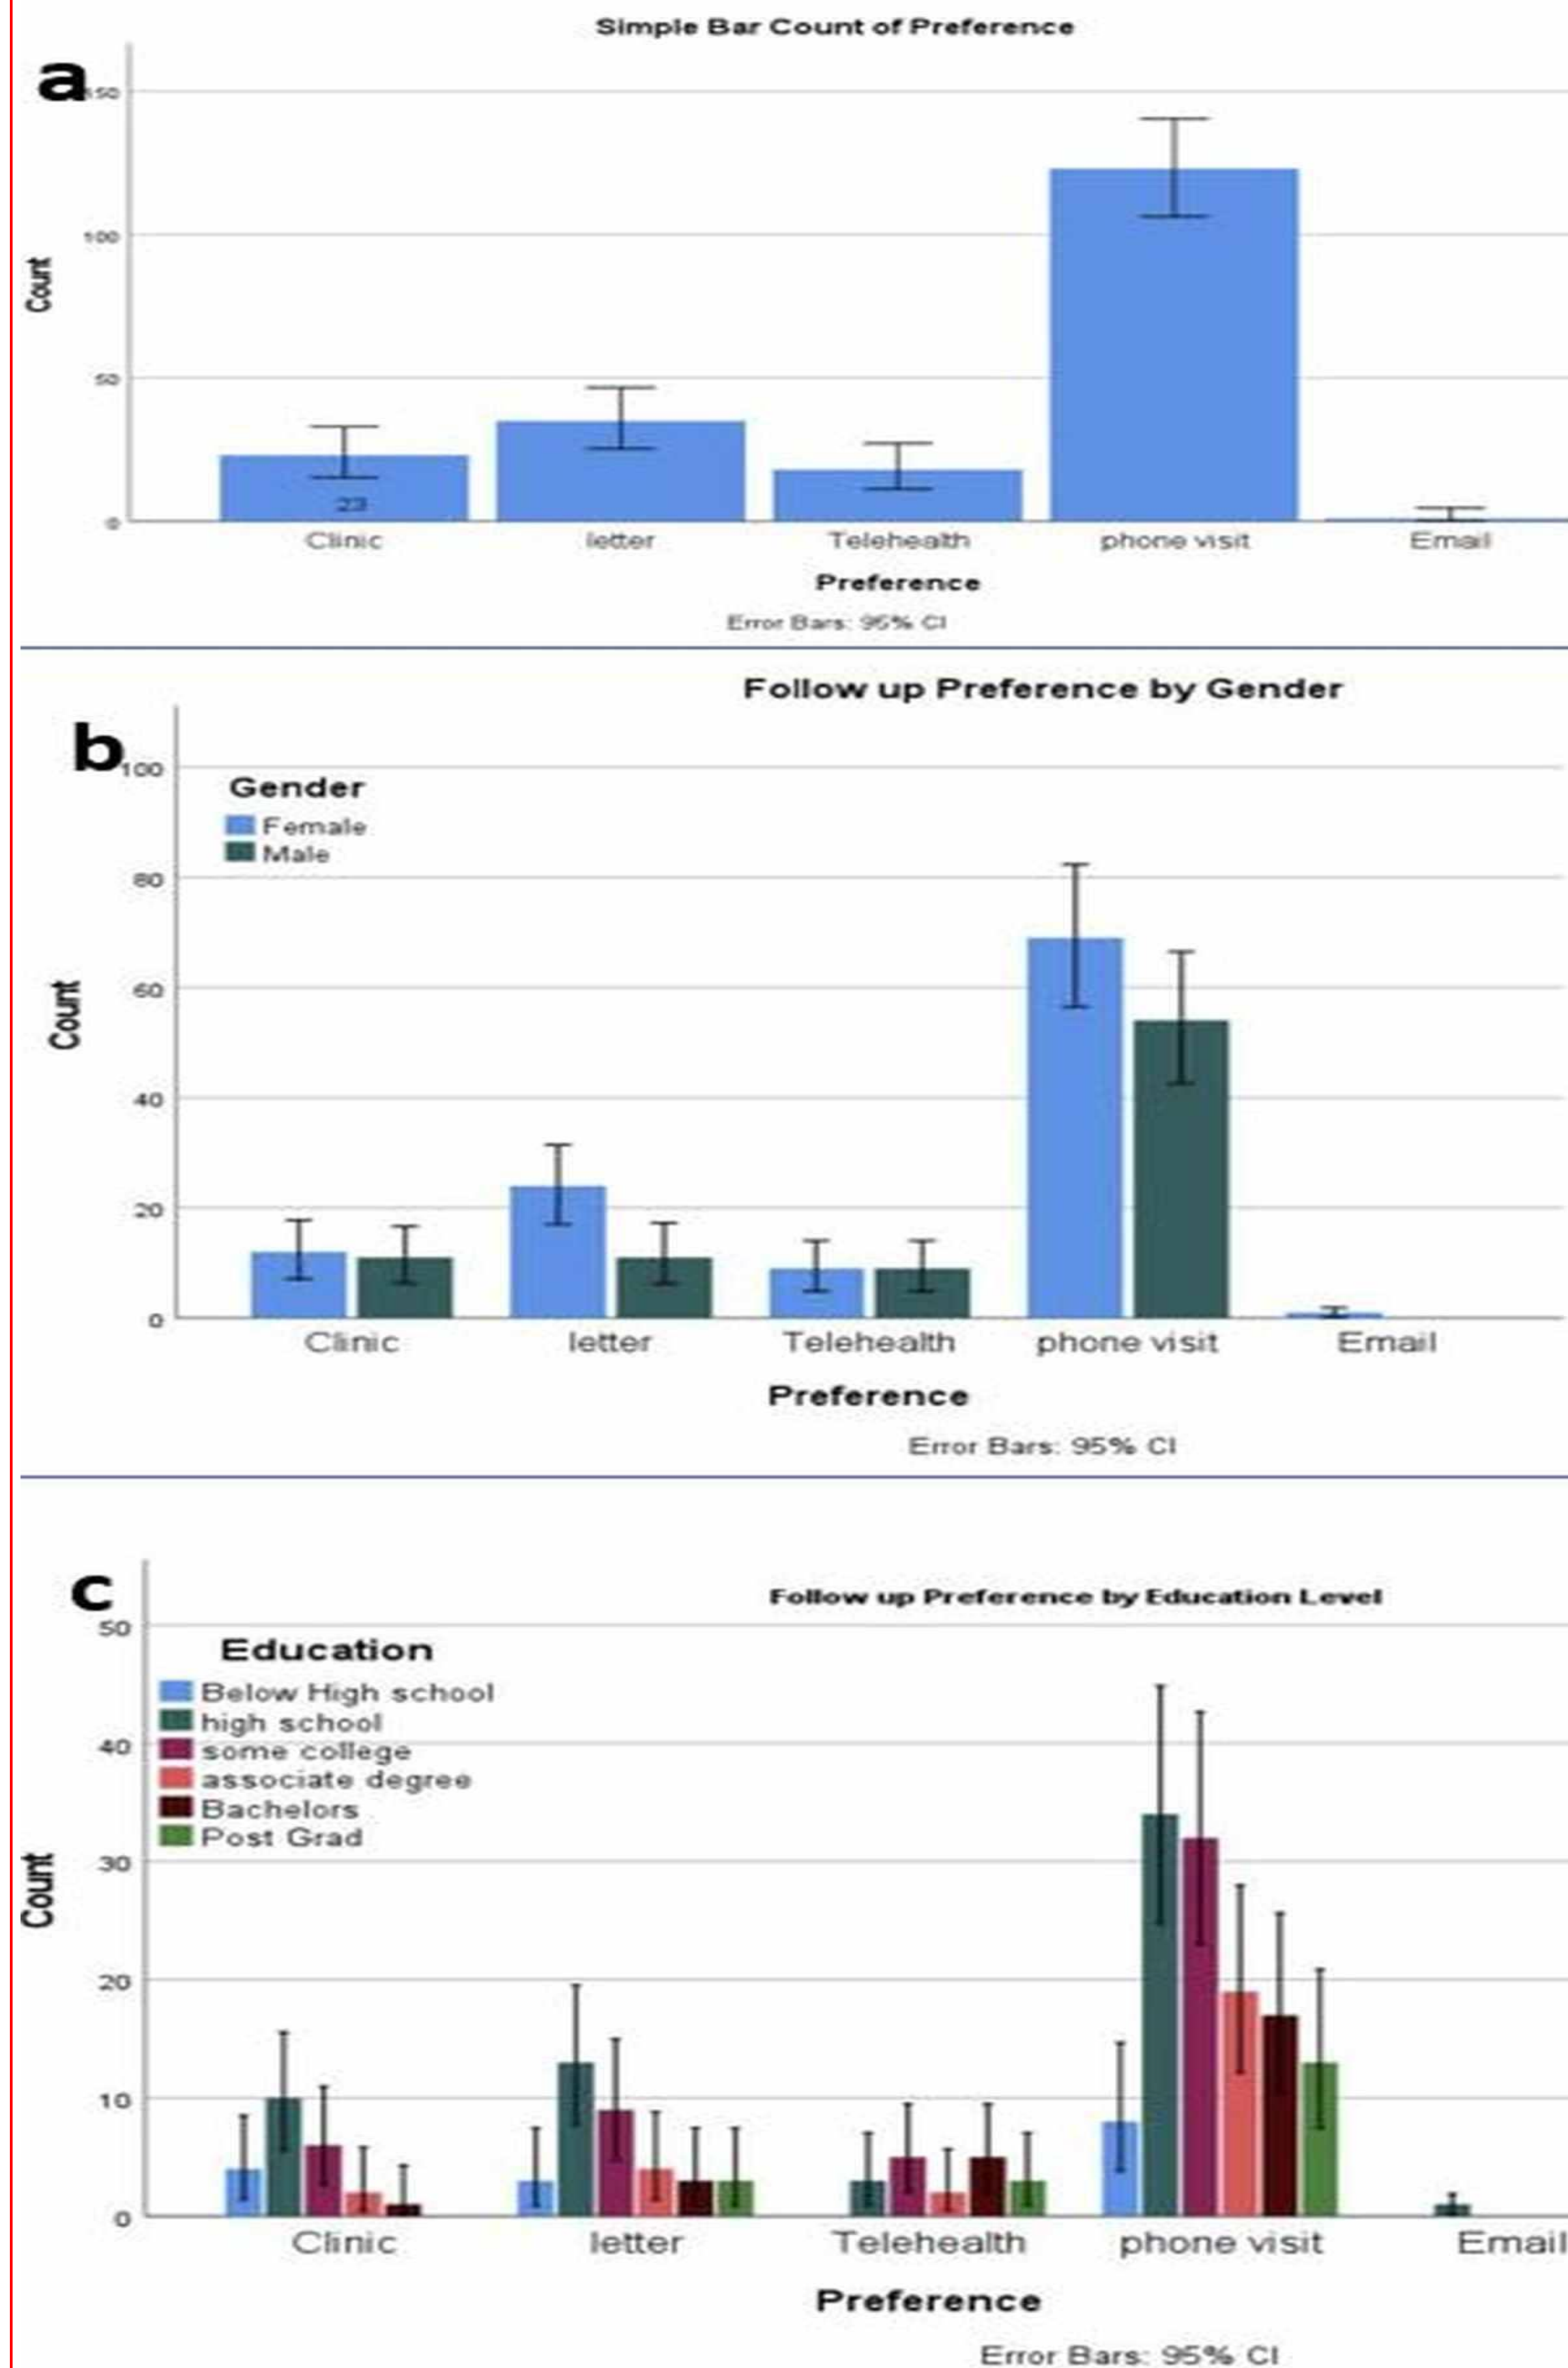 Simple Bar Count of Preference
a
150
100
50
0
Count
23
Clinic letter Telehealth phone visit Email
Preference
Error Bars: 95% CI
Follow up Preference by Gender
b
100
80
60
40
20
0
Count
Gender
Female
Male
Clinic letter Telehealth phone visit Email
Preference
Error Bars: 95% CI
c
Follow up Preference by Education Level
50
40
30
20
10
0
Count
Education
Below High school
high school
some college
associate degree
Bachelors
Post Grad
Clinic letter Telehealth phone visit Email
Preference
Error Bars: 95% CI